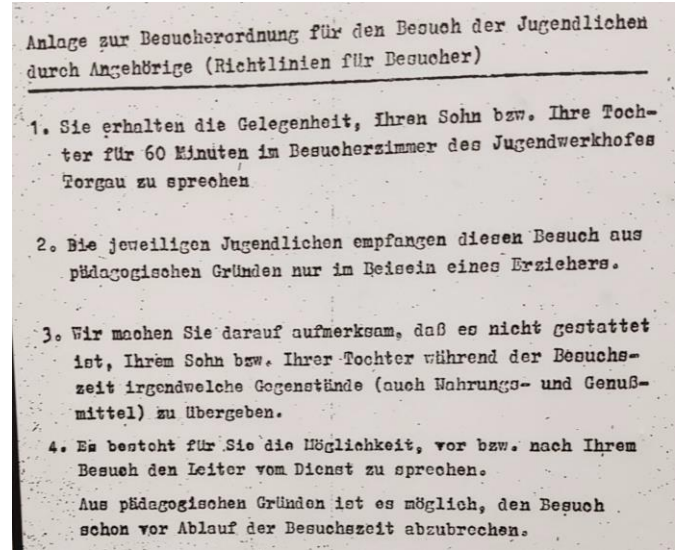 Anlage zur Besucherordnung für den Besuch der Jugendlichen
durch Angehörige (Richtlinien für Besucher)
1. Sie erhalten die Gelegenheit, Ihren Sohn bzw. Ihre Toch-
ter für 60 Minuten im Besucherzimmer des Jugendwerkhofes
Torgau zu sprechen
2. Die jeweiligen Jugendlichen empfangen diesen Besuch aus
pädagogischen Gründen nur im Beisein eines Erziehers.
3. Wir machen Sie darauf aufmerksam, daß es nicht gestattet
ist, Ihrem Sohn bzw. Ihrer Tochter während der Besuchs-
zeit irgendwelche Gegenstände (auch Nahrungs- und Genuß-
mittel) zu übergeben.
4. Es besteht für Sie die Möglichkeit, vor bzw. nach Ihrem
Besuch den Leiter vom Dienst zu sprechen.
Aus pädagogischen Gründen ist es möglich, den Besuch
schon vor Ablauf der Besuchszeit abzubrechen.